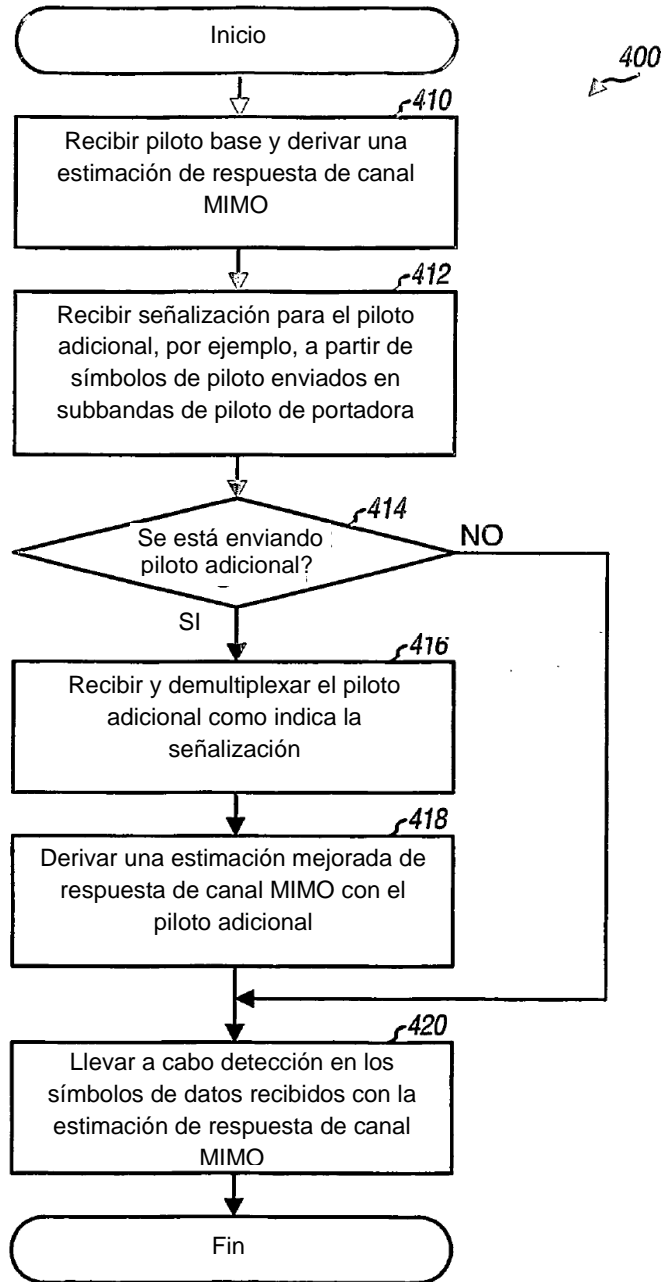 Inicio
400
410
Recibir piloto base y derivar una
estimación de respuesta de canal
MIMO
412
Recibir señalización para el piloto
adicional, por ejemplo, a partir de
símbolos de piloto enviados en
subbandas de piloto de portadora
414
Se está enviando
piloto adicional?
NO
SI
416
Recibir y demultiplexar el piloto
adicional como indica la
señalización
418
Derivar una estimación mejorada de
respuesta de canal MIMO con el
piloto adicional
420
Llevar a cabo detección en los
símbolos de datos recibidos con la
estimación de respuesta de canal
MIMO
Fin